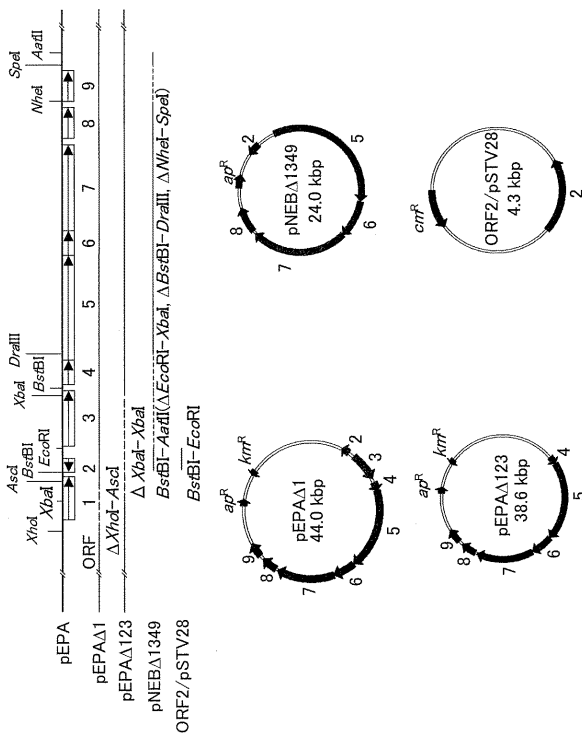 XhoI XbaI AscI BstBI EcoRI XbaI BstBI DraIII NheI SpeI AatII
pEPA
ORF 1 2 3 4 5 6 7 8 9
pEPAΔ1 ΔXhoI-AscI
pEPAΔ123 ΔXbaI-XbaI
pNEBΔ1349 BstBI-AatII(ΔEcoRI-XbaI, ΔBstBI-DraIII, ΔNheI-SpeI)
ORF2/pSTV28 BstBI-EcoRI
apR kmR
pEPAΔ1
44.0 kbp
2 3 4 5 6 7 8 9
apR
pNEBΔ1349
24.0 kbp
2 5 6 7 8
apR kmR
pEPAΔ123
38.6 kbp
4 5 6 7 8 9
cmR
ORF2/pSTV28
4.3 kbp
2